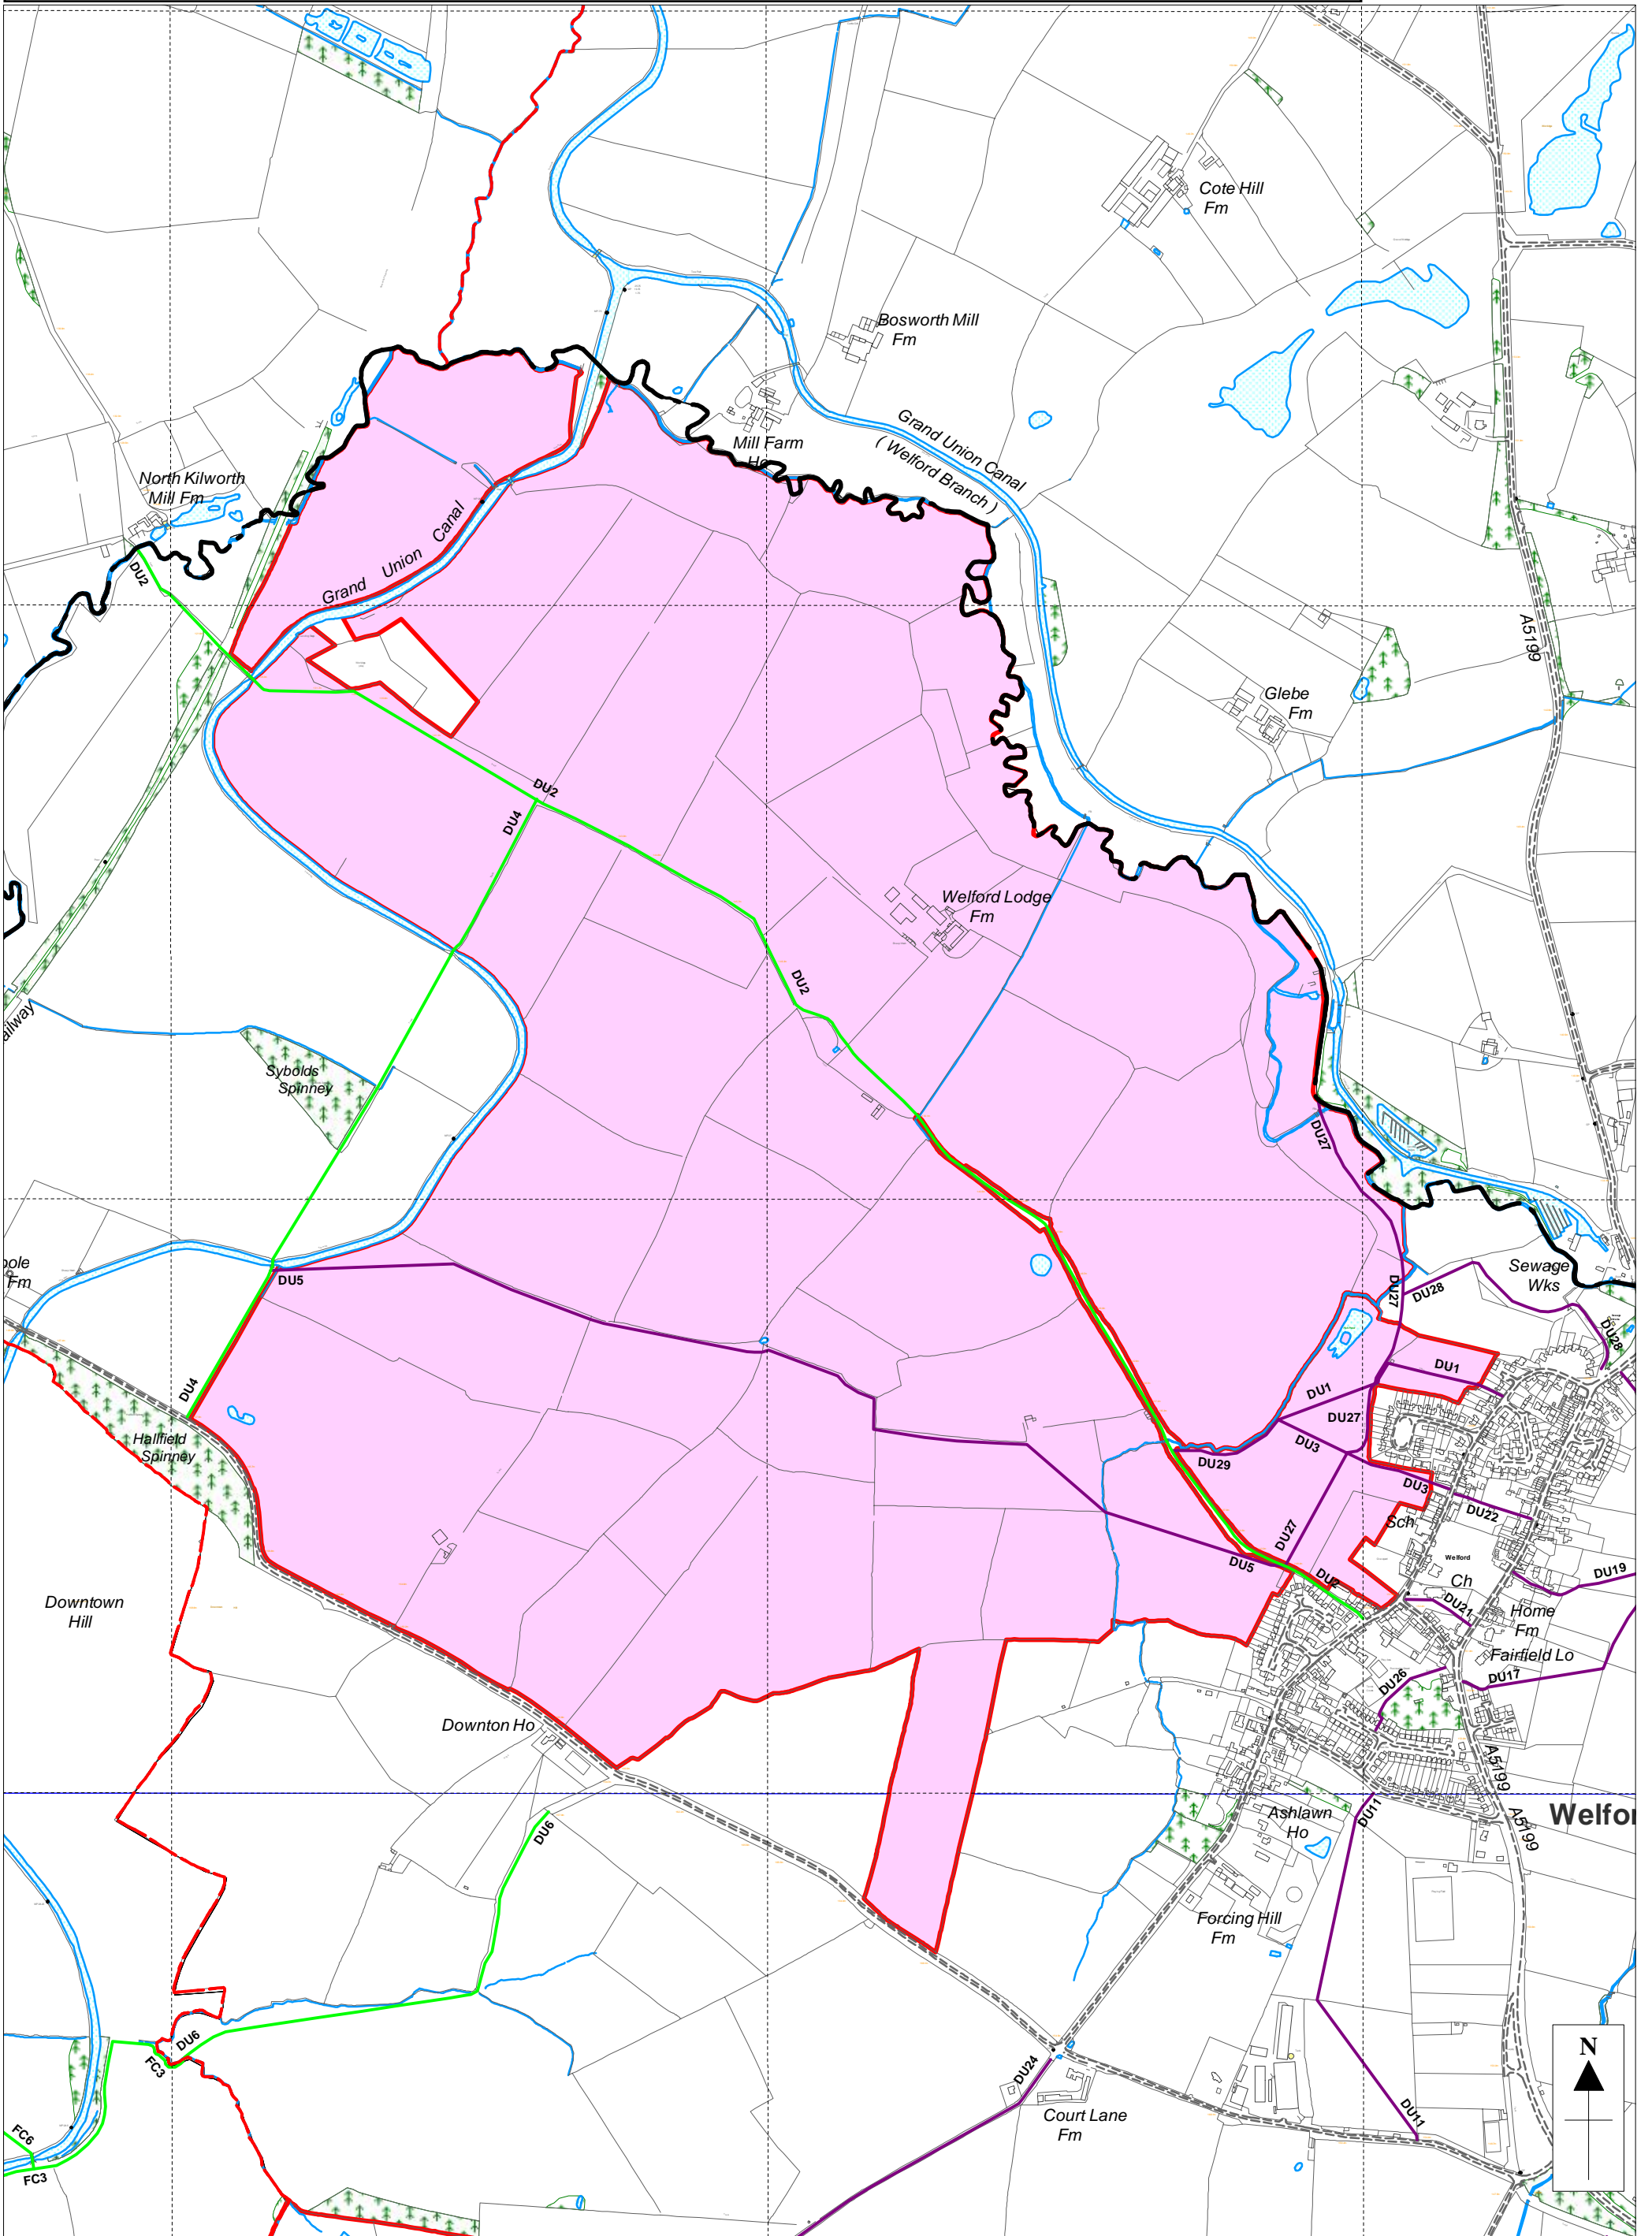 Cote Hill
Fm
Bosworth Mill
Fm
Grand Union Canal
( Welford Branch )
Mill Farm
Ho
North Kilworth
Mill Fm
Grand Union Canal
DU2
A5199
Glebe
Fm
DU2
DU4
Welford Lodge
Fm
DU2
Sybolds
Spinney
DU27
DU5
Sewage
Wks
DU27
DU28
DU28
DU4
DU1
DU1
DU27
Hallfield
Spinney
DU3
DU29
DU3
DU22
Sch
DU27
DU5
Welford
DU2
Ch
DU19
Downtown
Hill
DU21
Home
Fm
Fairfield Lo
DU26
DU17
Downton Ho
A5199
DU11
Ashlawn
Ho
A5199
Welfor
DU6
Forcing Hill
Fm
DU6
FC3
N
DU24
Court Lane
Fm
DU11
FC6
FC3